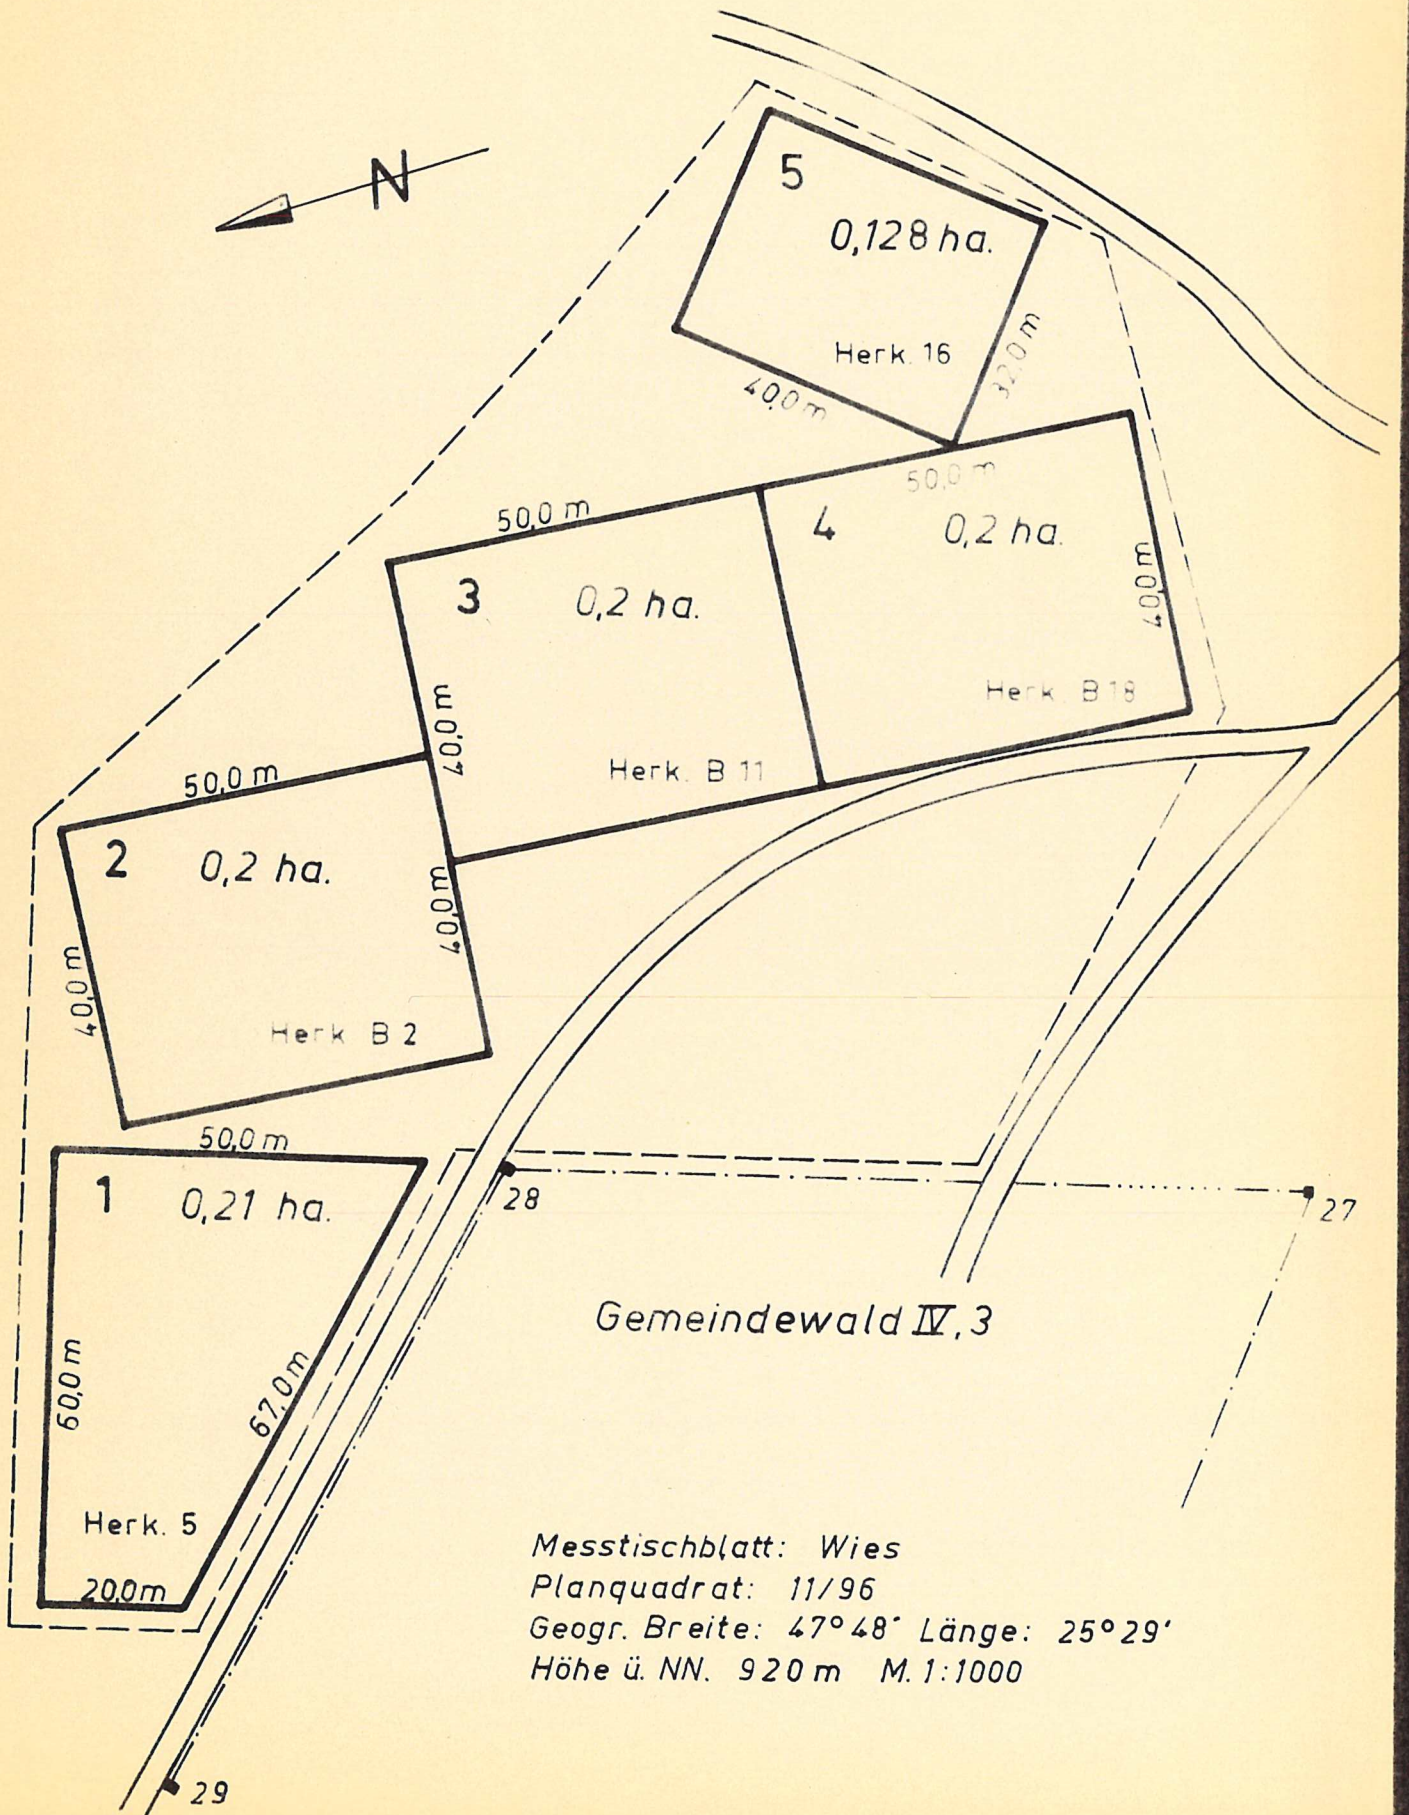 N
5
0,128 ha.
Herk. 16
40,0 m
32,0 m
50,0 m
50,0 m
4
0,2 ha.
40,0 m
Herk. B 18
3
0,2 ha.
40,0 m
Herk. B 11
50,0 m
2
0,2 ha.
40,0 m
40,0 m
Herk B 2
50,0 m
1
0,21 ha.
60,0 m
67,0 m
Herk. 5
20,0 m
28
27
Gemeindewald IV, 3
Messtischblatt: Wies
Planquadrat: 11/96
Geogr. Breite: 47° 48' Länge: 25° 29'
Höhe ü. NN. 920 m M. 1:1000
29